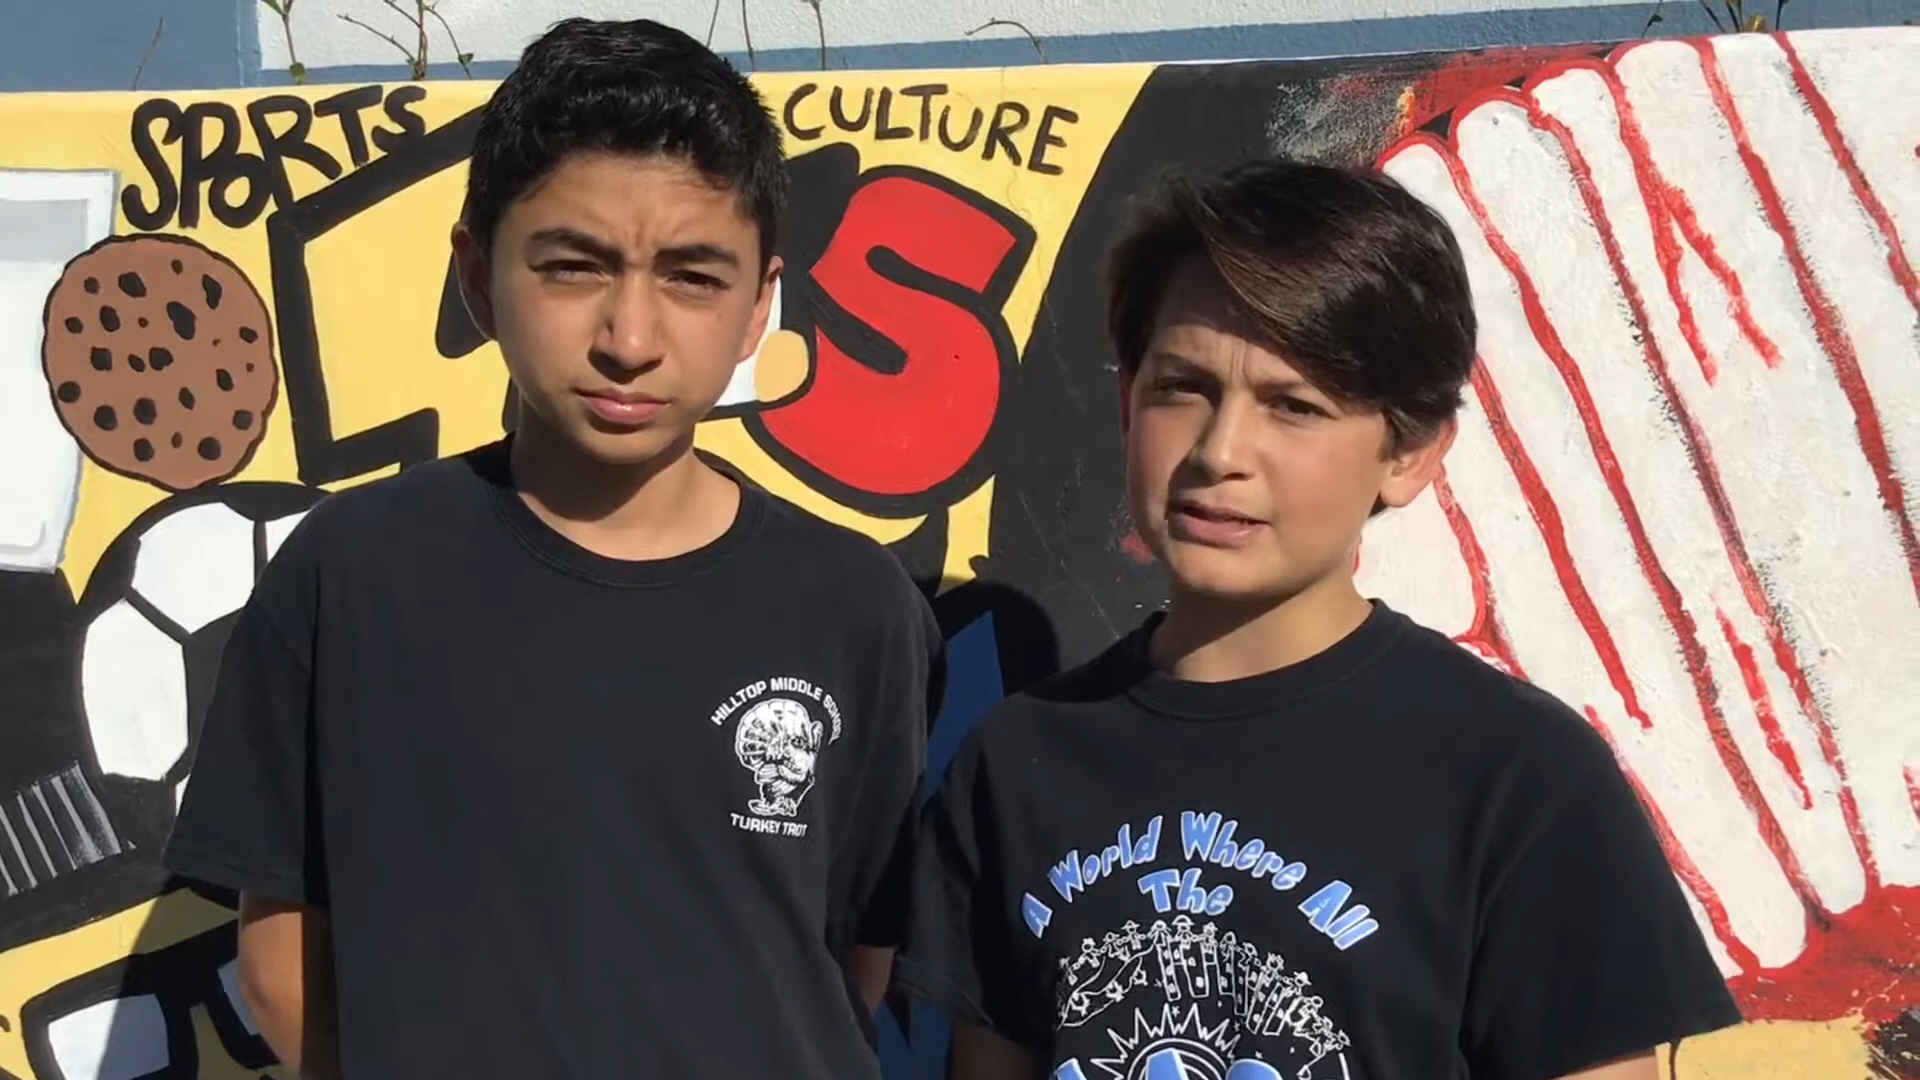 SPORTS
CULTURE
S
HILLTOP MIDDLE SCHOOL
TURKEY TROT
A World Where All
The